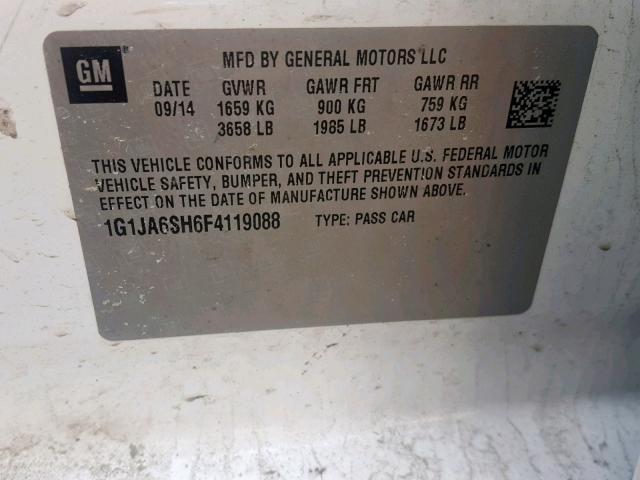 GM
MFD BY GENERAL MOTORS LLC
DATE GVWR GAWR FRT GAWR RR
09/14 1659 KG 900 KG 759 KG
3658 LB 1985 LB 1673 LB
THIS VEHICLE CONFORMS TO ALL APPLICABLE U.S. FEDERAL MOTOR
VEHICLE SAFETY, BUMPER, AND THEFT PREVENTION STANDARDS IN
EFFECT ON THE DATE OF MANUFACTURE SHOWN ABOVE.
1G1JA6SH6F4119088 TYPE: PASS CAR